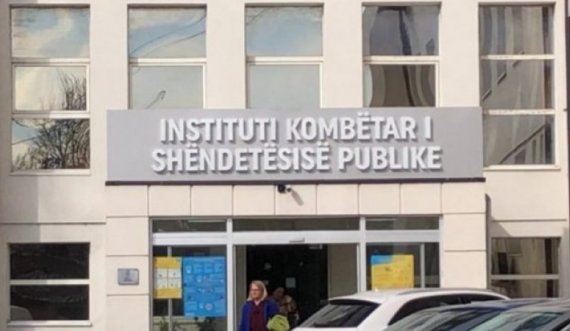 INSTITUTI KOMBËTAR I
SHËNDETËSISË PUBLIKE